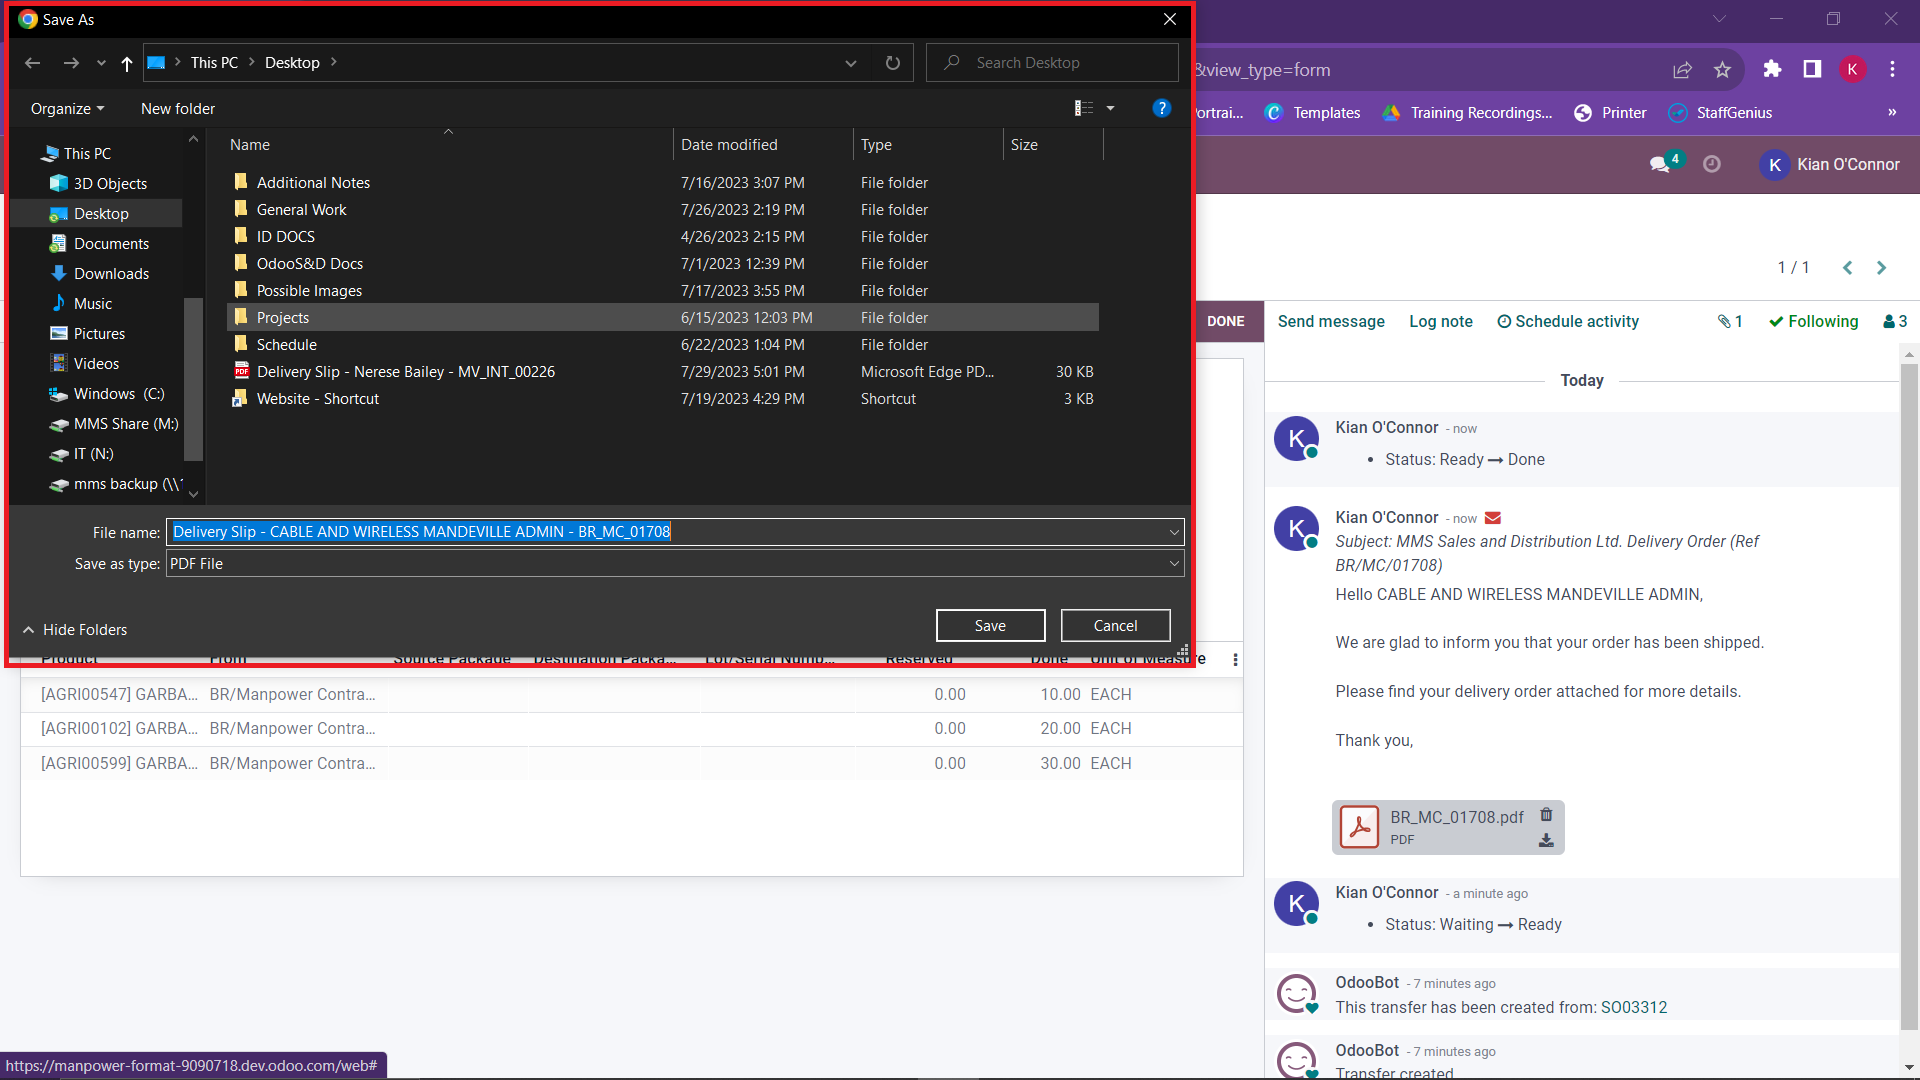 Save As
This PC > Desktop >
Search Desktop
Organize
New folder
?
Name Date modified Type Size
This PC
3D Objects
Desktop
Documents
Downloads
Music
Pictures
Videos
Windows (C:)
MMS Share (M:)
IT (N:)
mms backup (\\
Additional Notes 7/16/2023 3:07 PM File folder
General Work 7/26/2023 2:19 PM File folder
ID DOCS 4/26/2023 2:15 PM File folder
OdooS&D Docs 7/1/2023 12:39 PM File folder
Possible Images 7/17/2023 3:55 PM File folder
Projects 6/15/2023 12:03 PM File folder
Schedule 6/22/2023 1:04 PM File folder
Delivery Slip - Nerese Bailey - MV_INT_00226 7/29/2023 5:01 PM Microsoft Edge PD... 30 KB
Website - Shortcut 7/19/2023 4:29 PM Shortcut 3 KB
File name: Delivery Slip - CABLE AND WIRELESS MANDEVILLE ADMIN - BR_MC_01708
Save as type: PDF File
Hide Folders
Save
Cancel
&view_type=form
K
ortrai...
Templates
Training Recordings...
Printer
StaffGenius
»
4
K Kian O'Connor
1 / 1
DONE
Send message Log note Schedule activity 1 Following 3
Product From Source Package Destination Packa... Lot/Serial Numb... Reserved Done Unit of Measure
[AGRI00547] GARBA... BR/Manpower Contra... 0.00 10.00 EACH
[AGRI00102] GARBA... BR/Manpower Contra... 0.00 20.00 EACH
[AGRI00599] GARBA... BR/Manpower Contra... 0.00 30.00 EACH
Today
K
Kian O'Connor - now
• Status: Ready → Done
K
Kian O'Connor - now
Subject: MMS Sales and Distribution Ltd. Delivery Order (Ref
BR/MC/01708)
Hello CABLE AND WIRELESS MANDEVILLE ADMIN,
We are glad to inform you that your order has been shipped.
Please find your delivery order attached for more details.
Thank you,
BR_MC_01708.pdf
PDF
K
Kian O'Connor - a minute ago
• Status: Waiting → Ready
OdooBot - 7 minutes ago
This transfer has been created from: SO03312
OdooBot - 7 minutes ago
Transfer created
https://manpower-format-9090718.dev.odoo.com/web#